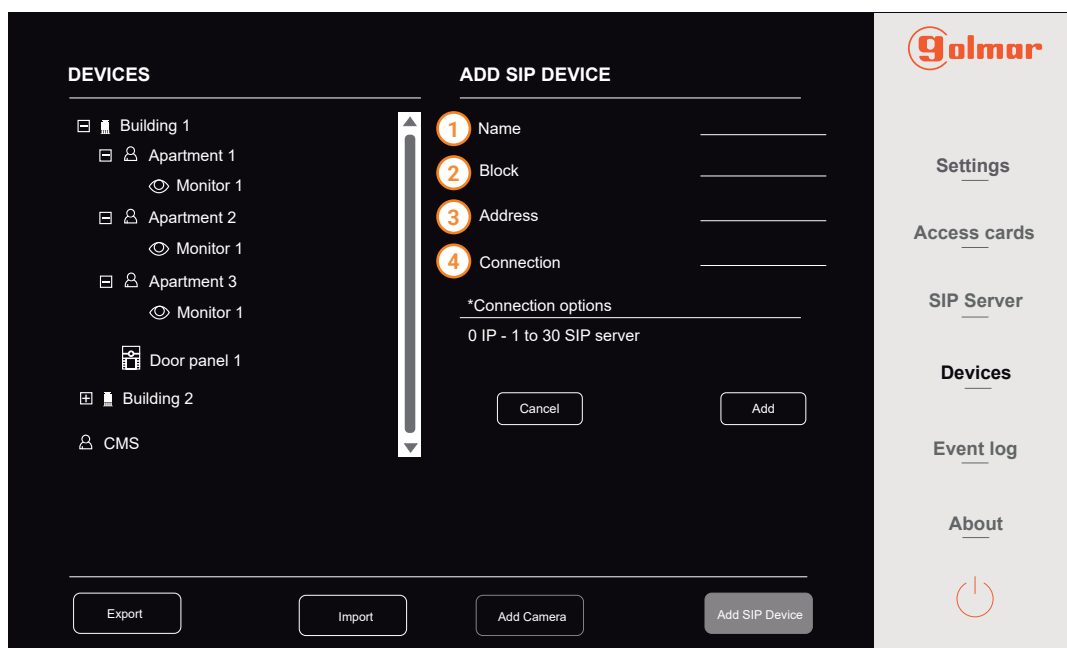 DEVICES
Building 1
Apartment 1
Monitor 1
Apartment 2
Monitor 1
Apartment 3
Monitor 1
Door panel 1
Building 2
CMS
ADD SIP DEVICE
1 Name
2 Block
3 Address
4 Connection
*Connection options
0 IP - 1 to 30 SIP server
Cancel
Add
Export
Import
Add Camera
Add SIP Device
golmar
Settings
Access cards
SIP Server
Devices
Event log
About